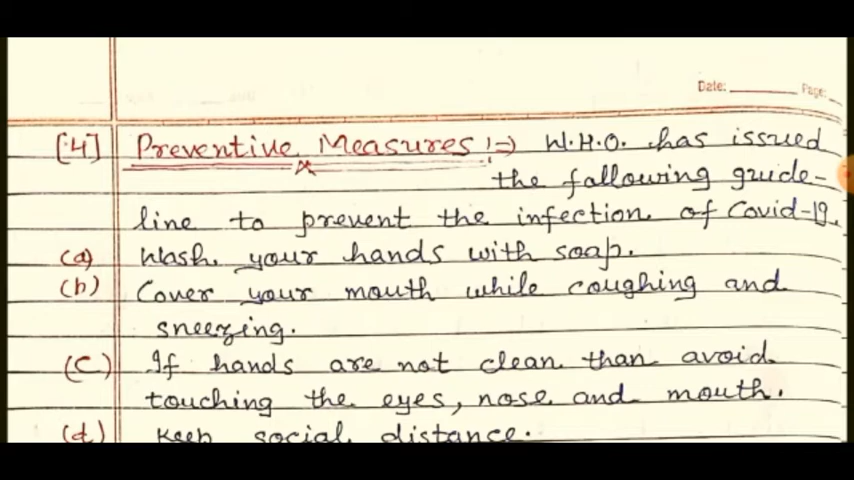 Date: Page:
[4] Preventive Measures :⇒ W.H.O. has issued
the following guide-
line to prevent the infection of Covid-19.
(a) Wash your hands with soap.
(b) Cover your mouth while coughing and
sneezing.
(C) If hands are not clean than avoid
touching the eyes, nose and mouth.
(d) Keep social distance.